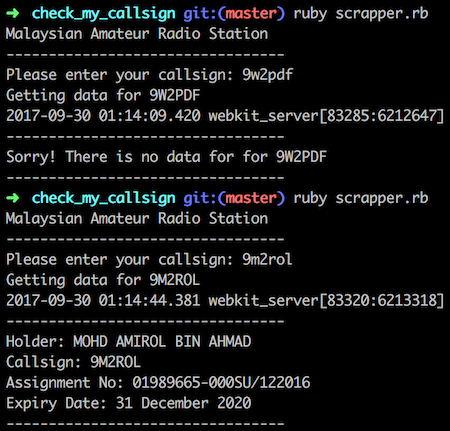 ➜ check_my_callsign git:(master) ruby scrapper.rb
Malaysian Amateur Radio Station
---------------------------------
Please enter your callsign: 9w2pdf
Getting data for 9W2PDF
2017-09-30 01:14:09.420 webkit_server[83285:6212647]
---------------------------------
Sorry! There is no data for for 9W2PDF
---------------------------------
➜ check_my_callsign git:(master) ruby scrapper.rb
Malaysian Amateur Radio Station
---------------------------------
Please enter your callsign: 9m2rol
Getting data for 9M2ROL
2017-09-30 01:14:44.381 webkit_server[83320:6213318]
---------------------------------
Holder: MOHD AMIROL BIN AHMAD
Callsign: 9M2ROL
Assignment No: 01989665-000SU/122016
Expiry Date: 31 December 2020
---------------------------------